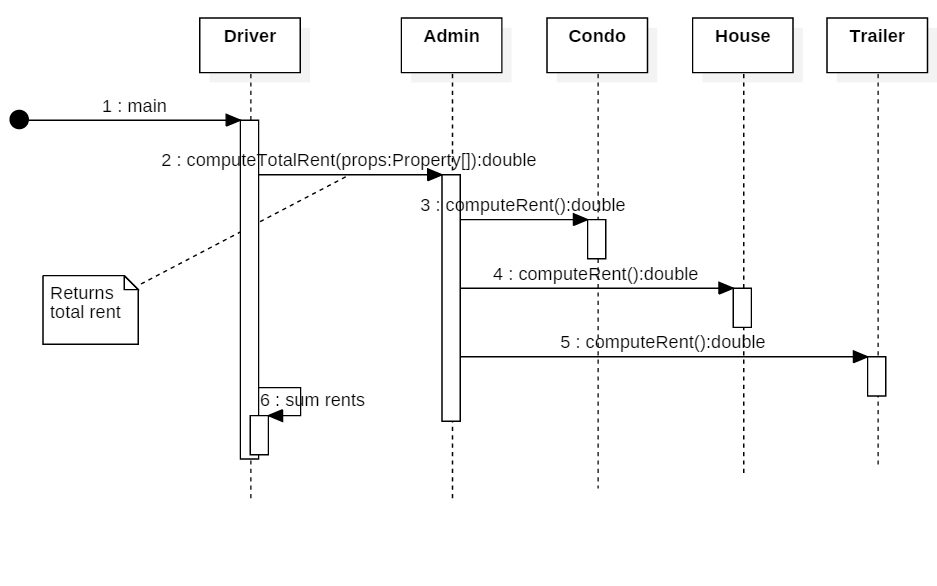 Driver
Admin
Condo
House
Trailer
1 : main
2 : computeTotalRent(props:Property[]):double
3 : computeRent():double
4 : computeRent():double
Returns
total rent
5 : computeRent():double
6 : sum rents